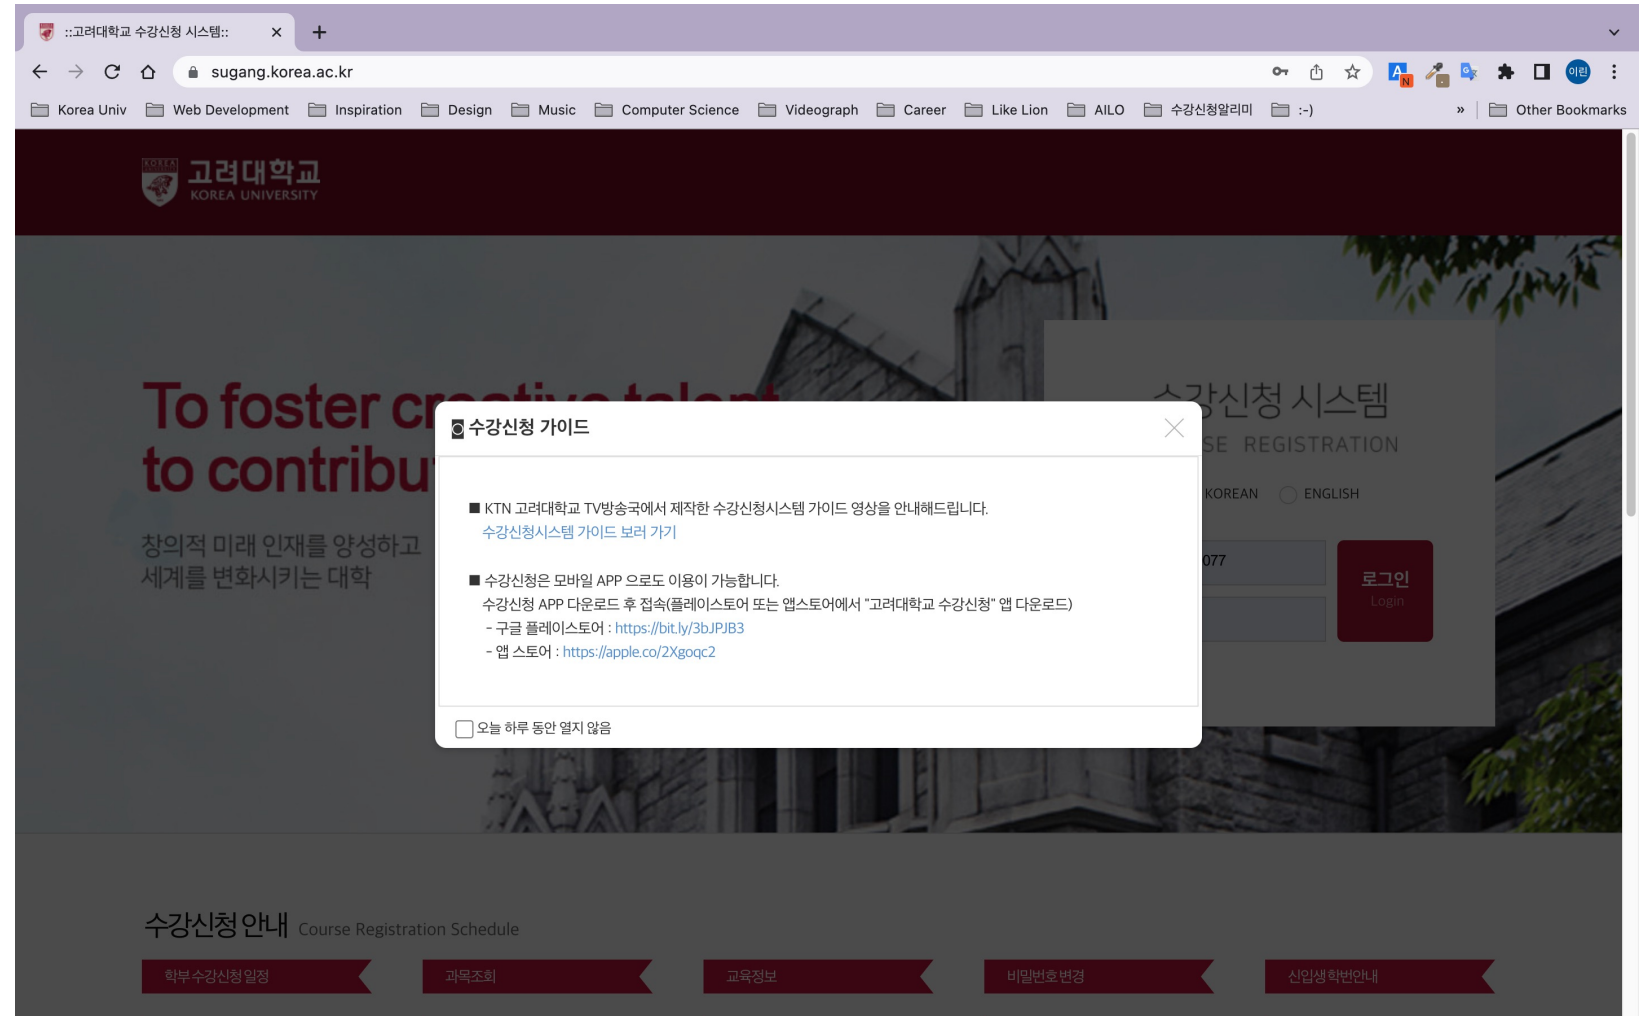 ::고려대학교 수강신청 시스템::
sugang.korea.ac.kr
이린
Korea Univ Web Development Inspiration Design Music Computer Science Videograph Career Like Lion AILO 수강신청알리미 :-) » Other Bookmarks
KOREA
고려대학교
KOREA UNIVERSITY
To foster creative talent
to contribu
창의적 미래 인재를 양성하고
세계를 변화시키는 대학
수강신청 시스템
SE REGISTRATION
KOREAN ENGLISH
077
로그인
Login
수강신청 가이드
■ KTN 고려대학교 TV방송국에서 제작한 수강신청시스템 가이드 영상을 안내해드립니다.
수강신청시스템 가이드 보러 가기
■ 수강신청은 모바일 APP 으로도 이용이 가능합니다.
수강신청 APP 다운로드 후 접속(플레이스토어 또는 앱스토어에서 "고려대학교 수강신청" 앱 다운로드)
- 구글 플레이스토어 : https://bit.ly/3bJPJB3
- 앱 스토어 : https://apple.co/2Xgoqc2
오늘 하루 동안 열지 않음
수강신청 안내 Course Registration Schedule
학부수강신청일정 과목조회 교육정보 비밀번호변경 신입생학번안내